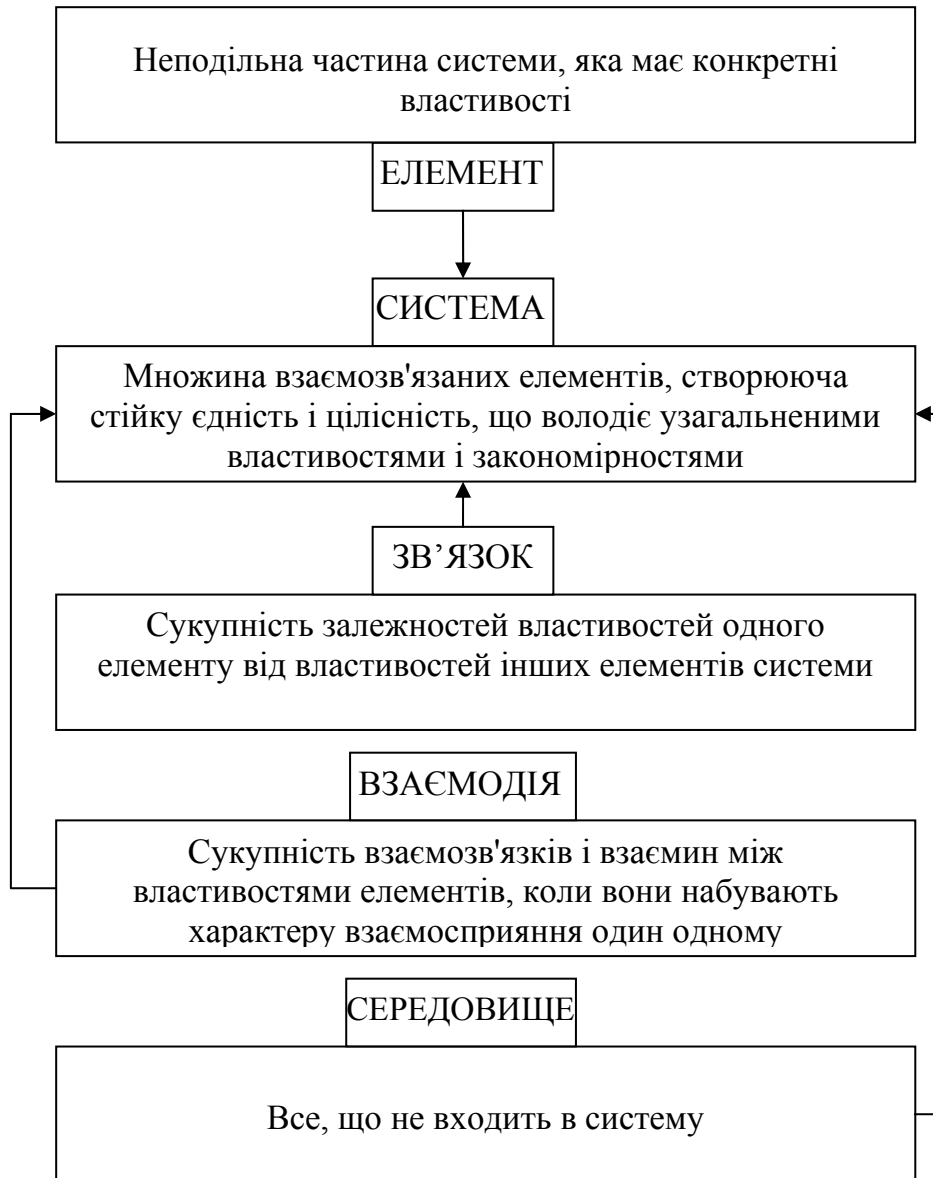 Неподільна частина системи, яка має конкретні
властивості
ЕЛЕМЕНТ
СИСТЕМА
Множина взаємозв'язаних елементів, створююча
стійку єдність і цілісність, що володіє узагальненими
властивостями і закономірностями
ЗВ’ЯЗОК
Сукупність залежностей властивостей одного
елементу від властивостей інших елементів системи
ВЗАЄМОДІЯ
Сукупність взаємозв'язків і взаємин між
властивостями елементів, коли вони набувають
характеру взаємосприяння один одному
СЕРЕДОВИЩЕ
Все, що не входить в систему